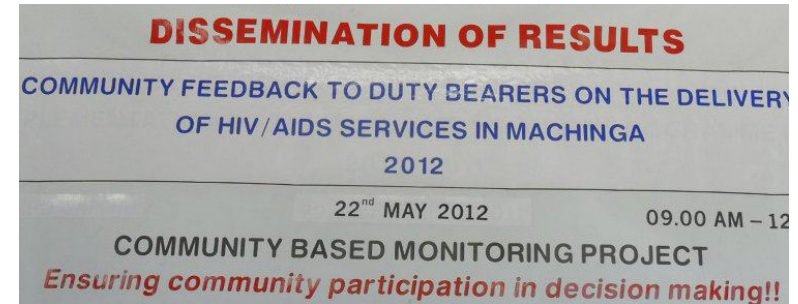 DISSEMINATION OF RESULTS
COMMUNITY FEEDBACK TO DUTY BEARERS ON THE DELIVERY
OF HIV/AIDS SERVICES IN MACHINGA
2012
22nd MAY 2012 09.00 AM – 12
COMMUNITY BASED MONITORING PROJECT
Ensuring community participation in decision making!!